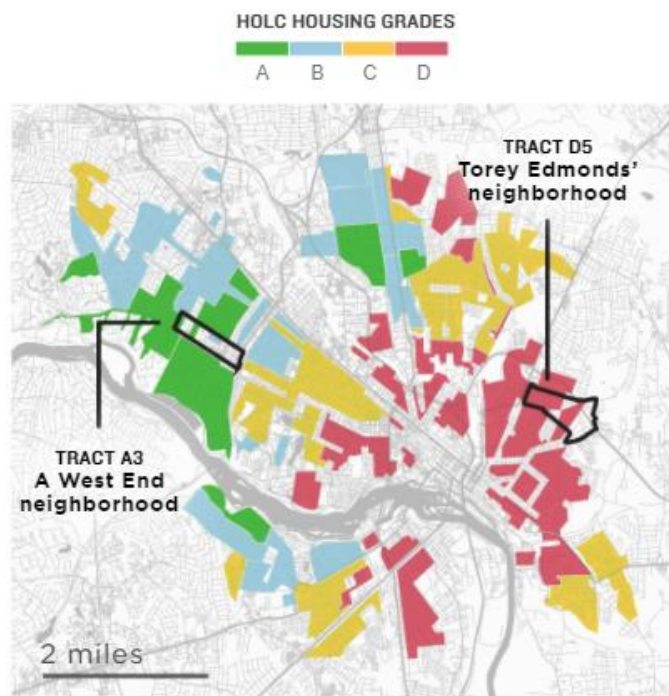 HOLC HOUSING GRADES
A B C D
TRACT D5
Torey Edmonds’
neighborhood
TRACT A3
A West End
neighborhood
2 miles